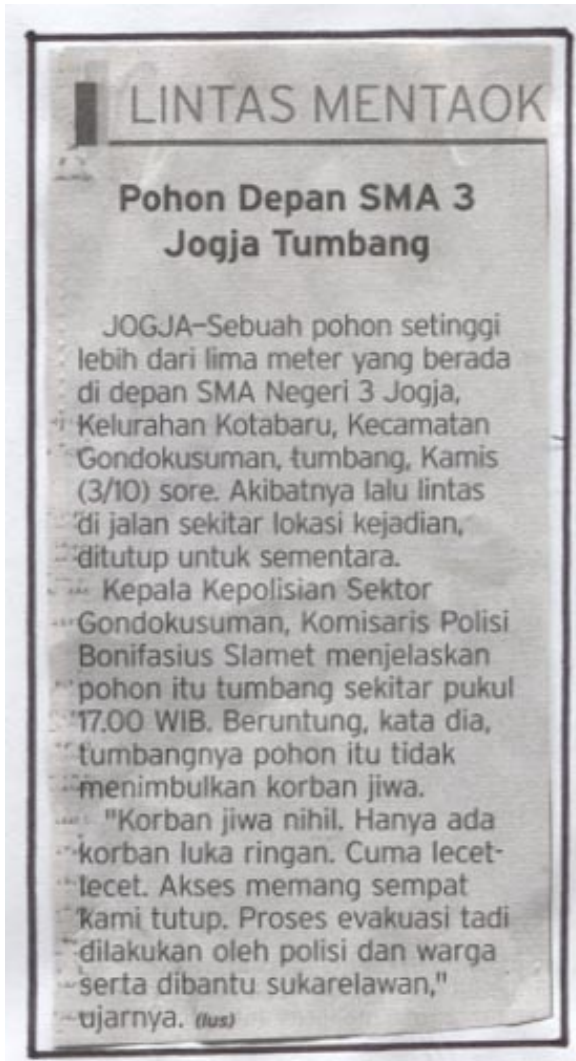 LINTAS MENTAOK
Pohon Depan SMA 3
Jogja Tumbang
JOGJA–Sebuah pohon setinggi
lebih dari lima meter yang berada
di depan SMA Negeri 3 Jogja,
Kelurahan Kotabaru, Kecamatan
Gondokusuman, tumbang, Kamis
(3/10) sore. Akibatnya lalu lintas
di jalan sekitar lokasi kejadian,
ditutup untuk sementara.
Kepala Kepolisian Sektor
Gondokusuman, Komisaris Polisi
Bonifasius Slamet menjelaskan
pohon itu tumbang sekitar pukul
17.00 WIB. Beruntung, kata dia,
tumbangnya pohon itu tidak
menimbulkan korban jiwa.
"Korban jiwa nihil. Hanya ada
korban luka ringan. Cuma lecet-
lecet. Akses memang sempat
kami tutup. Proses evakuasi tadi
dilakukan oleh polisi dan warga
serta dibantu sukarelawan,"
ujarnya. (lus)